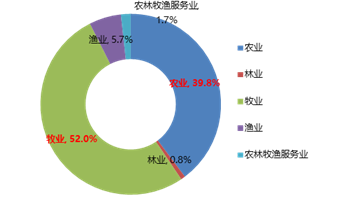 农林牧渔服务业
1.7%
渔业, 5.7%
农业, 39.8%
牧业, 52.0%
林业, 0.8%
农业
林业
牧业
渔业
农林牧渔服务业